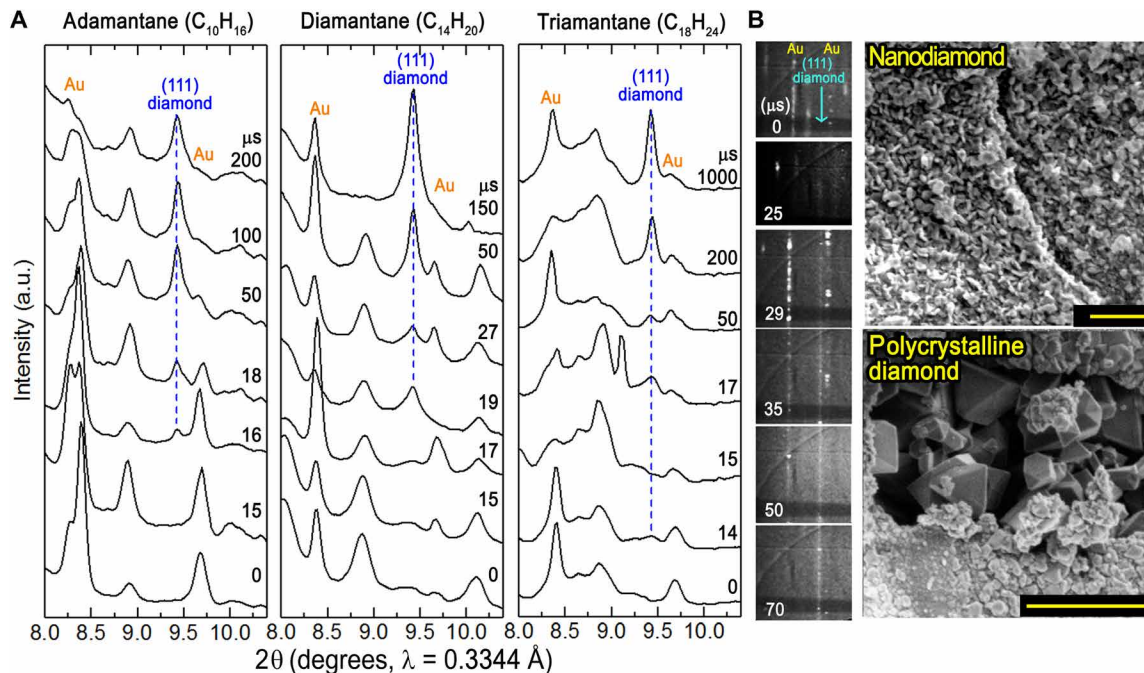 A
Adamantane (C10H16)
Diamantane (C14H20)
Triamantane (C18H24)
B
Au
(111)
diamond
Au
μs
200
100
50
18
16
15
0
8.0 8.5 9.0 9.5 10.0
Au
(111)
diamond
Au
μs
150
50
27
19
17
15
0
8.0 8.5 9.0 9.5 10.0
Au
(111)
diamond
Au
μs
1000
200
50
17
15
14
0
8.0 8.5 9.0 9.5 10.0
Intensity (a.u.)
2θ (degrees, λ = 0.3344 Å)
Au Au
(111)
diamond
(μs)
0
25
29
35
50
70
Nanodiamond
Polycrystalline
diamond